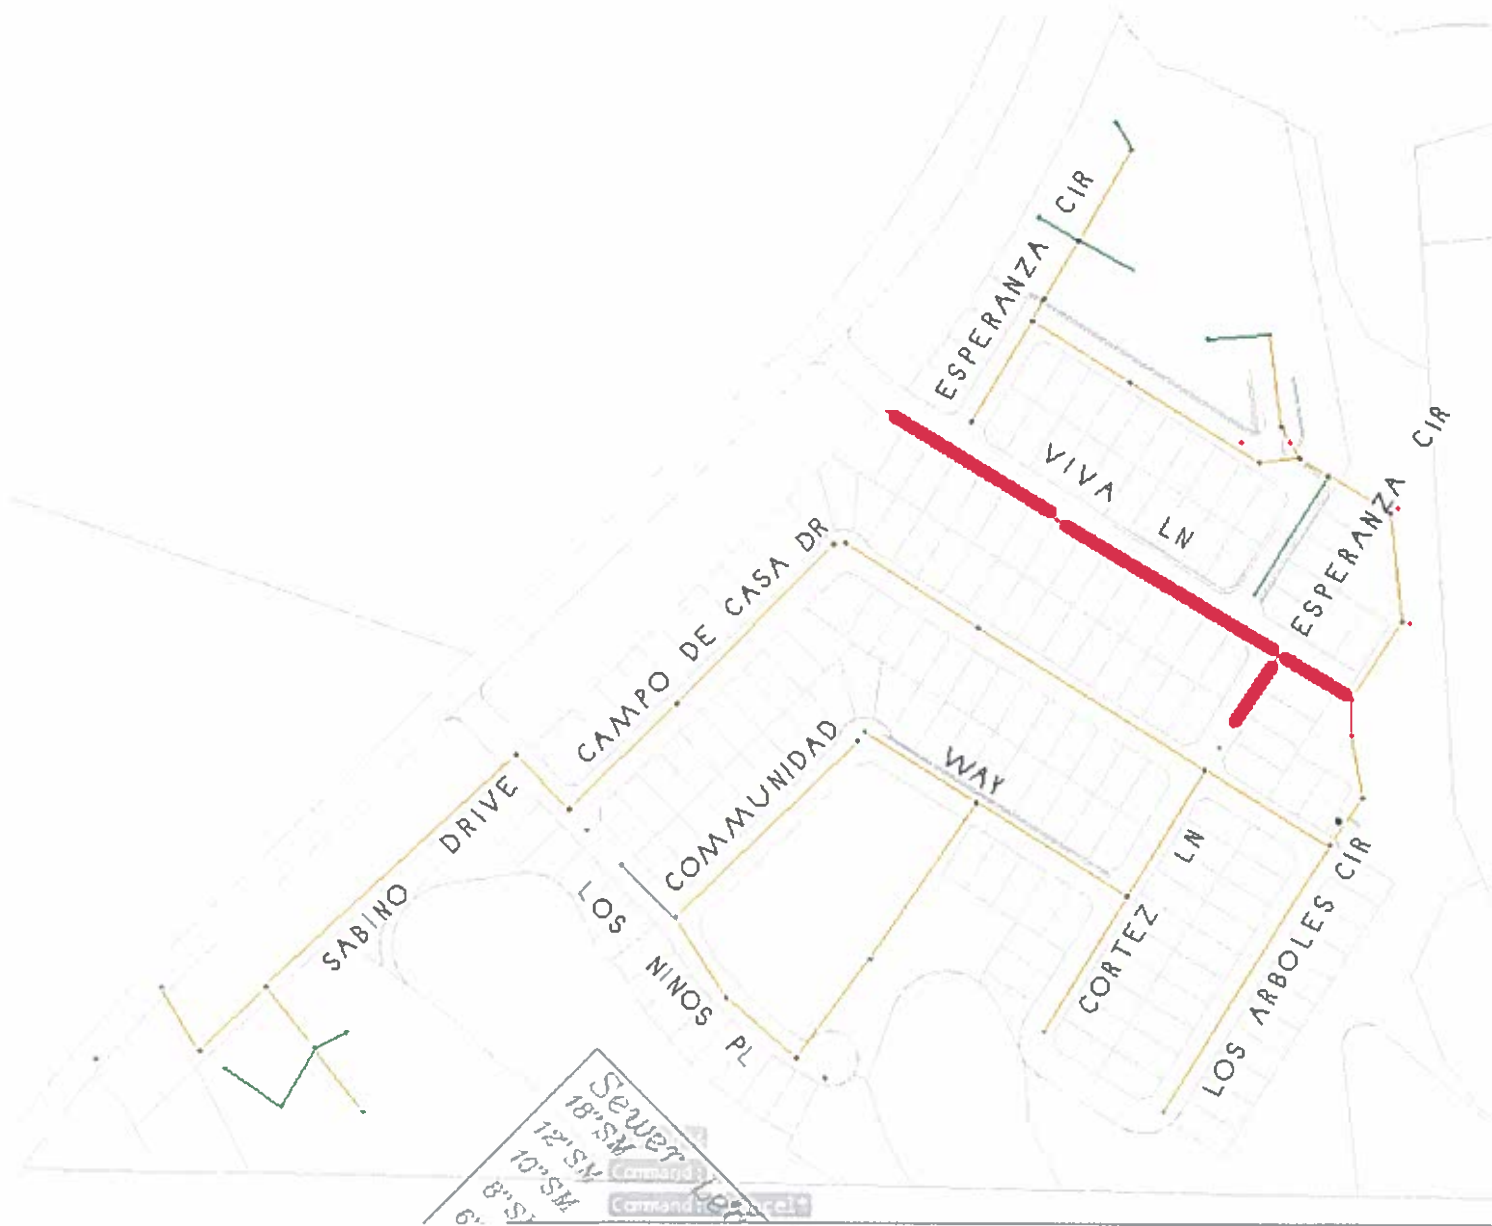 ESPERANZA CIR
ESPERANZA CIR
VIVA LN
CAMPO DE CASA DR
COMMUNIDAD WAY
SABINO DRIVE
LOS NINOS PL
CORTEZ LN
LOS ARBOLES CIR
Sewer
18"SM
12"SM
10"SM
Command:
Command: